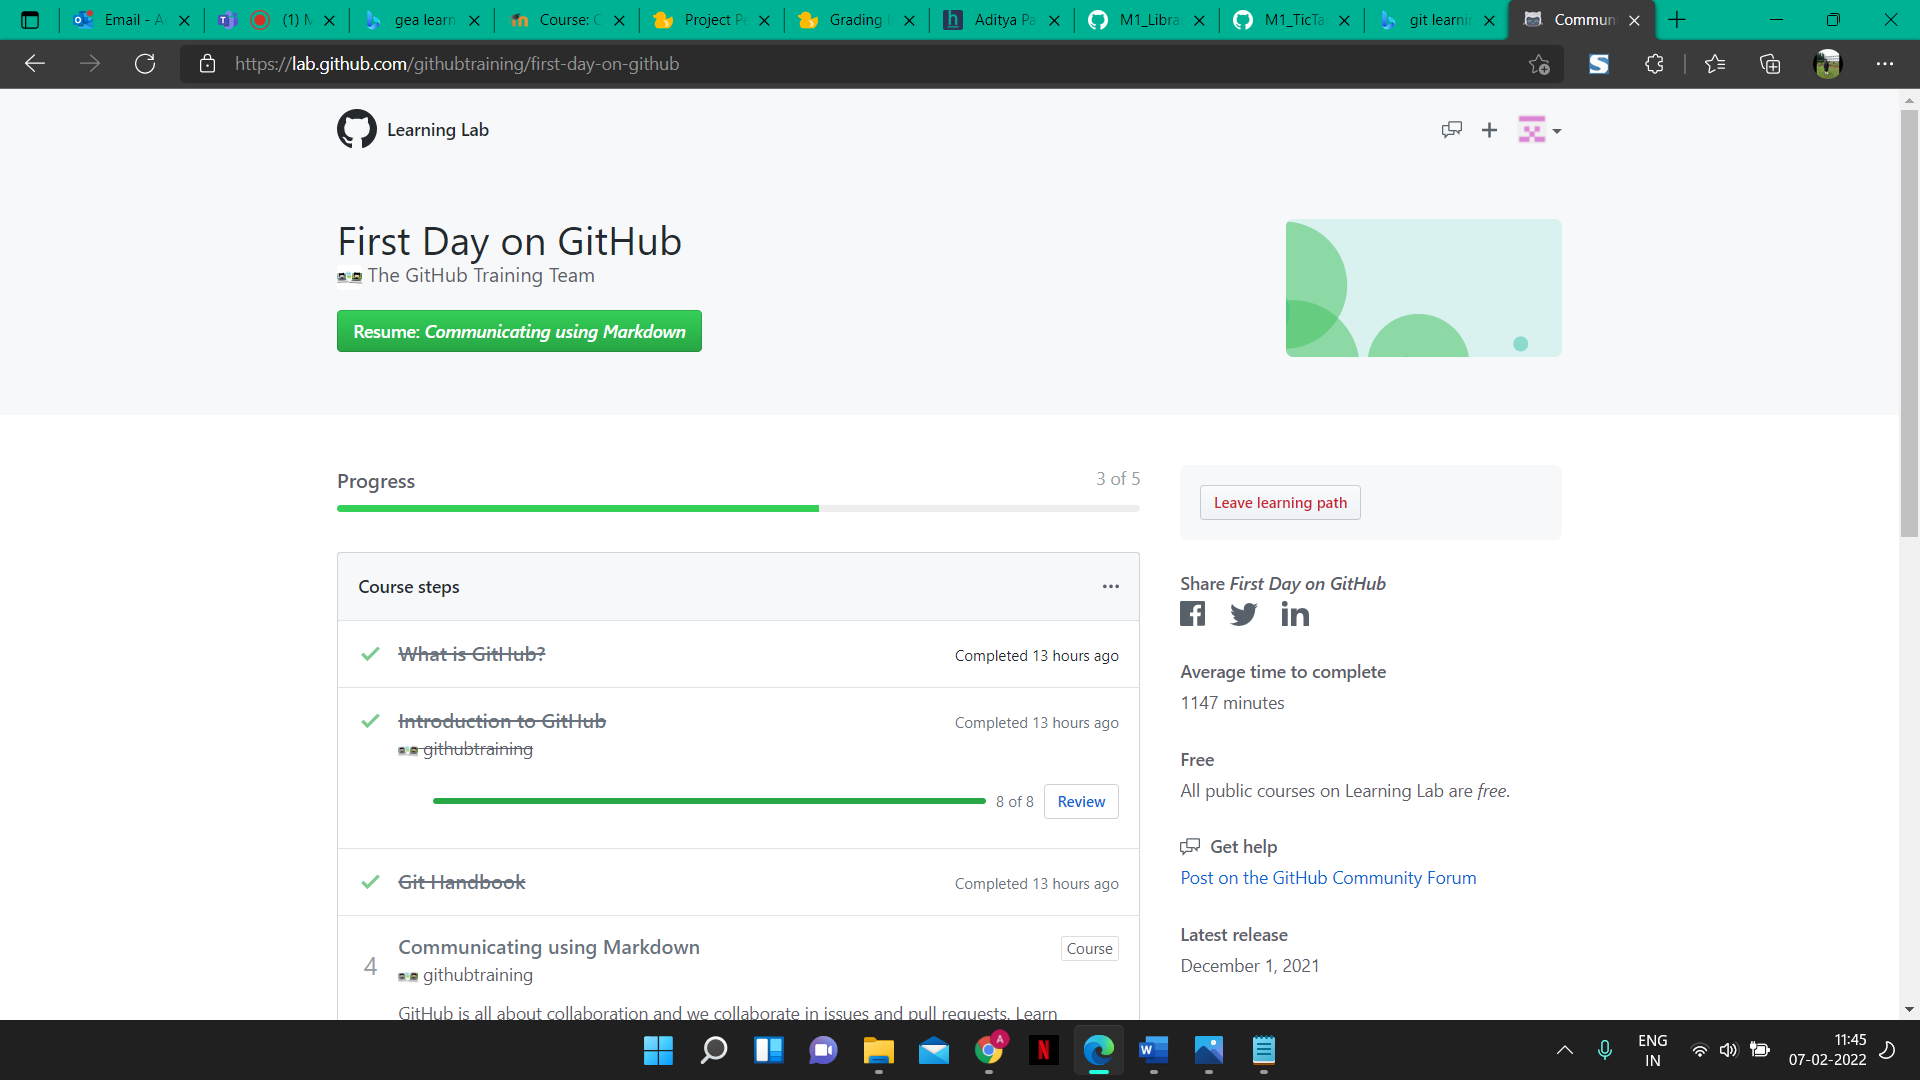 Email - A
(1) M
gea learn
Course: C
Project Pe
Grading
Aditya Pa
M1_Libra
M1_TicTa
git learnin
Commun
https://lab.github.com/githubtraining/first-day-on-github
Learning Lab
First Day on GitHub
The GitHub Training Team
Resume: Communicating using Markdown
Progress
3 of 5
Leave learning path
Course steps
Share First Day on GitHub
What is GitHub?
Completed 13 hours ago
Average time to complete
1147 minutes
Introduction to GitHub
Completed 13 hours ago
githubtraining
Free
All public courses on Learning Lab are free.
8 of 8
Review
Get help
Post on the GitHub Community Forum
Git Handbook
Completed 13 hours ago
Latest release
December 1, 2021
4
Communicating using Markdown
Course
githubtraining
GitHub is all about collaboration and we collaborate in issues and pull requests. Learn
ENG
IN
11:45
07-02-2022